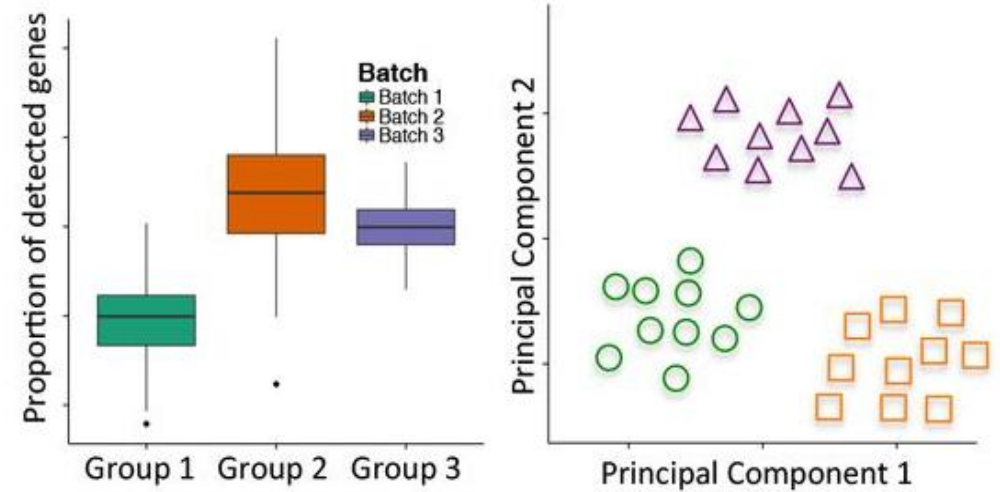 Proportion of detected genes
Batch
Batch 1
Batch 2
Batch 3
Group 1 Group 2 Group 3
Principal Component 2
Principal Component 1